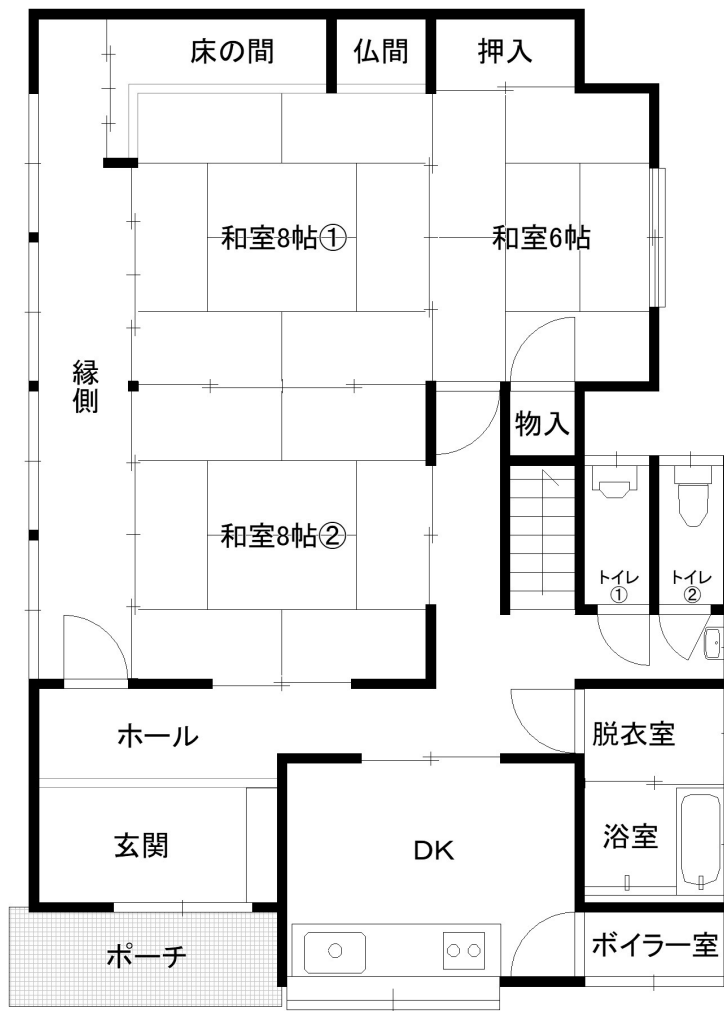 床の間
仏間
押入
和室8帖①
和室6帖
縁側
物入
和室8帖②
トイレ
①
トイレ
②
ホール
脱衣室
玄関
DK
浴室
ポーチ
ボイラー室